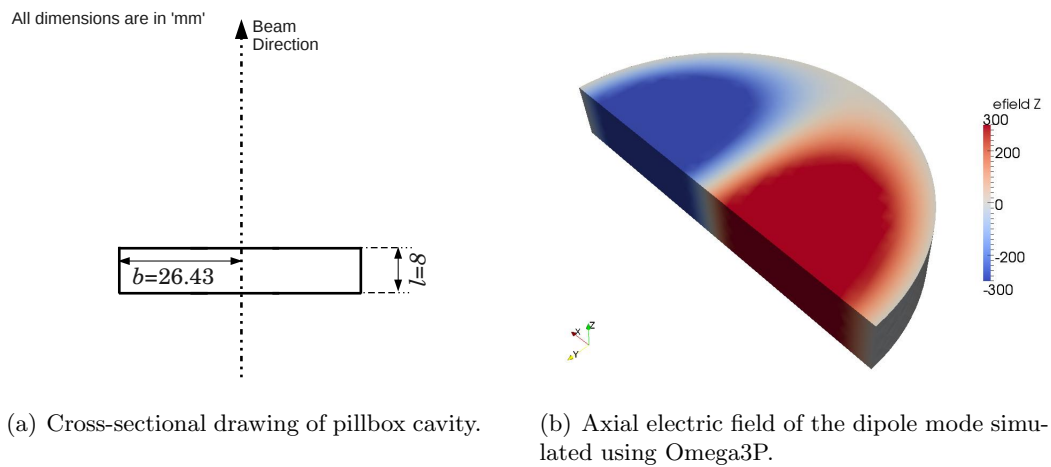 All dimensions are in 'mm'
Beam
Direction
b=26.43
l=8
efield Z
300
200
0
-200
-300
X
Z
Y
(a) Cross-sectional drawing of pillbox cavity.
(b) Axial electric field of the dipole mode simu-
lated using Omega3P.